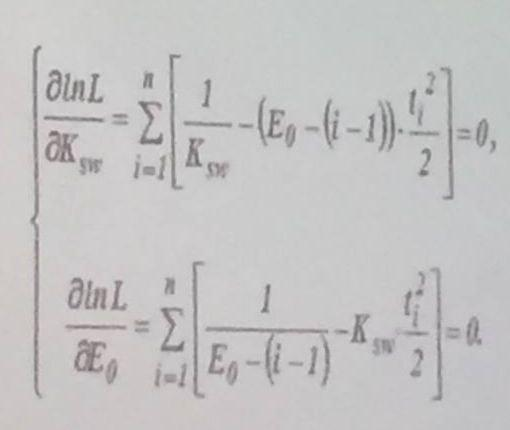 ∂lnL/∂K_sw = Σ_{i=1}^{n} [ 1/K_sw − (E_0 − (i−1)) · t_i^2/2 ] = 0,
∂lnL/∂E_0 = Σ_{i=1}^{n} [ 1/(E_0 − (i−1)) − K_sw t_i^2/2 ] = 0.